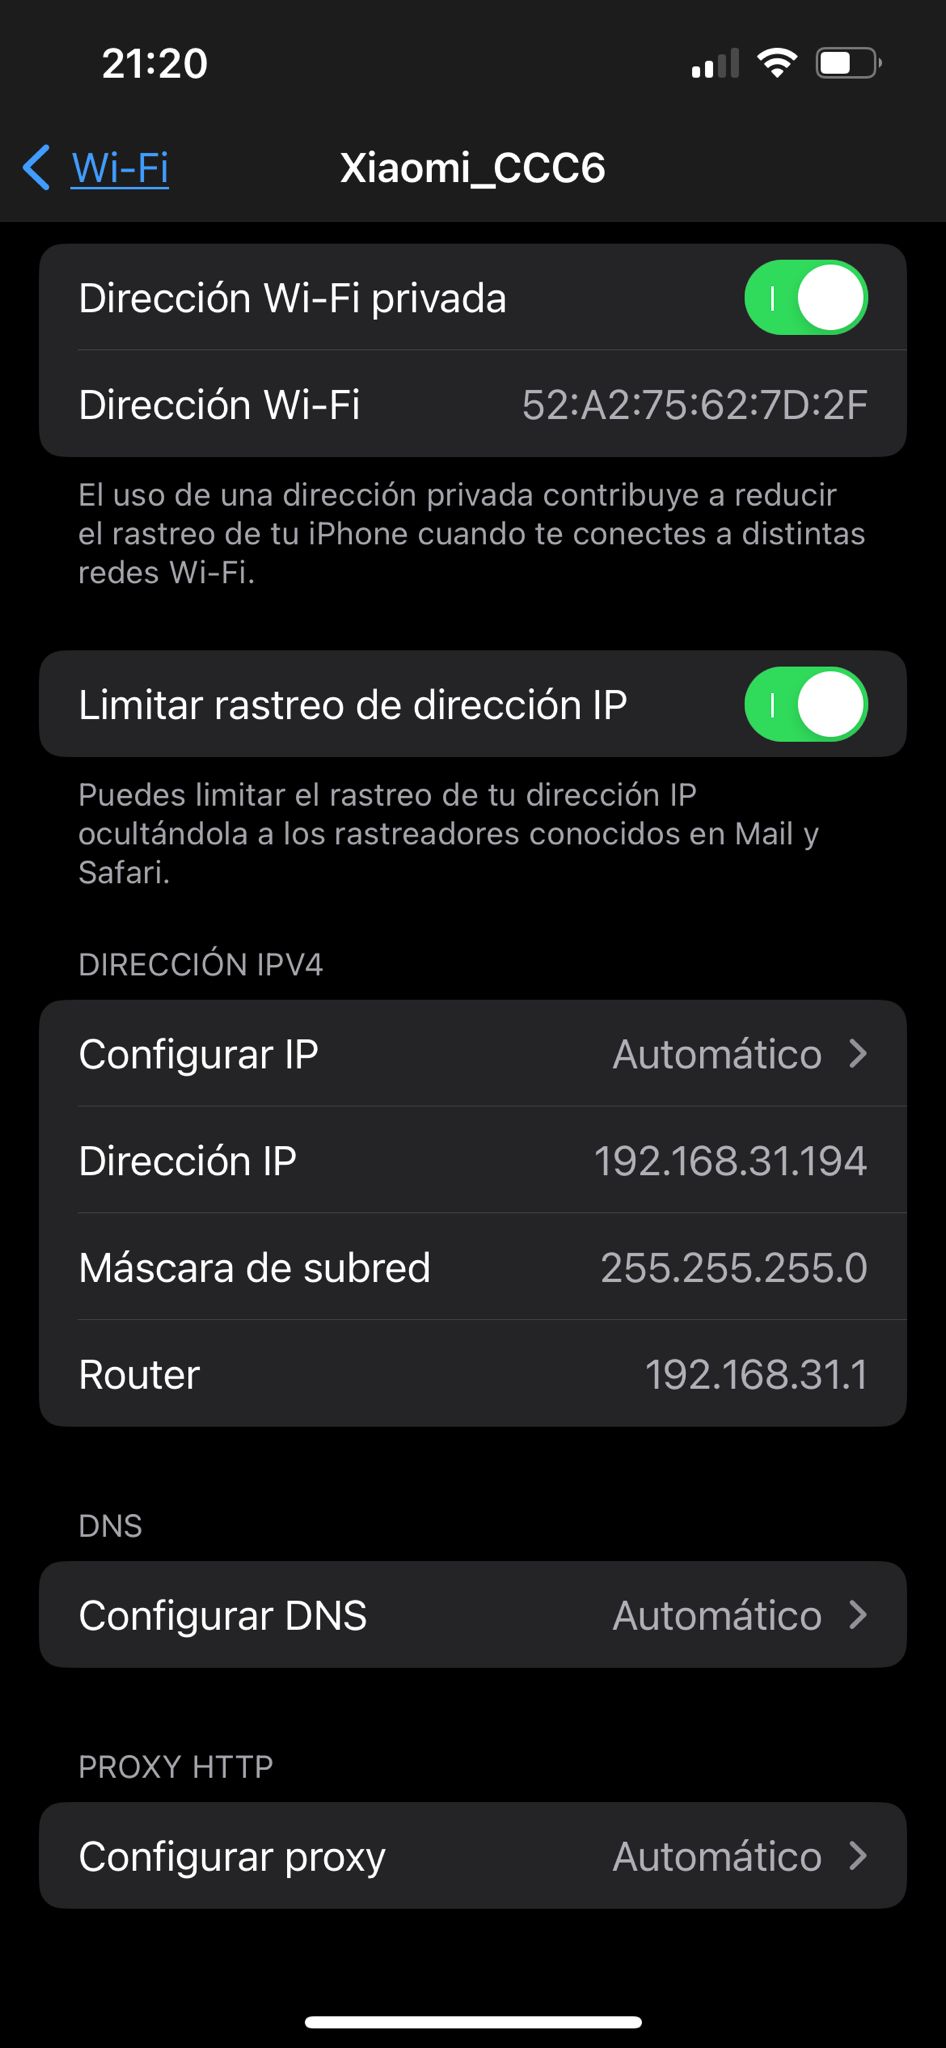 21:20
Wi-Fi
Xiaomi_CCC6
Dirección Wi-Fi privada
Dirección Wi-Fi 52:A2:75:62:7D:2F
El uso de una dirección privada contribuye a reducir
el rastreo de tu iPhone cuando te conectes a distintas
redes Wi-Fi.
Limitar rastreo de dirección IP
Puedes limitar el rastreo de tu dirección IP
ocultándola a los rastreadores conocidos en Mail y
Safari.
DIRECCIÓN IPV4
Configurar IP Automático
Dirección IP 192.168.31.194
Máscara de subred 255.255.255.0
Router 192.168.31.1
DNS
Configurar DNS Automático
PROXY HTTP
Configurar proxy Automático